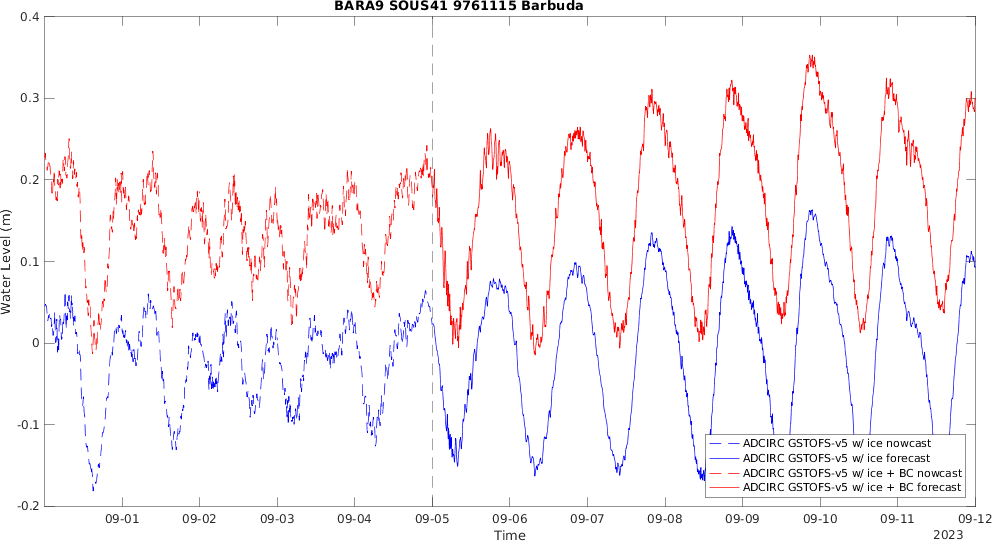 BARA9 SOUS41 9761115 Barbuda
Water Level (m)
0.4
0.3
0.2
0.1
0
-0.1
-0.2
ADCIRC GSTOFS-v5 w/ ice nowcast
ADCIRC GSTOFS-v5 w/ ice forecast
ADCIRC GSTOFS-v5 w/ ice + BC nowcast
ADCIRC GSTOFS-v5 w/ ice + BC forecast
09-01 09-02 09-03 09-04 09-05 09-06 09-07 09-08 09-09 09-10 09-11 09-12
Time
2023